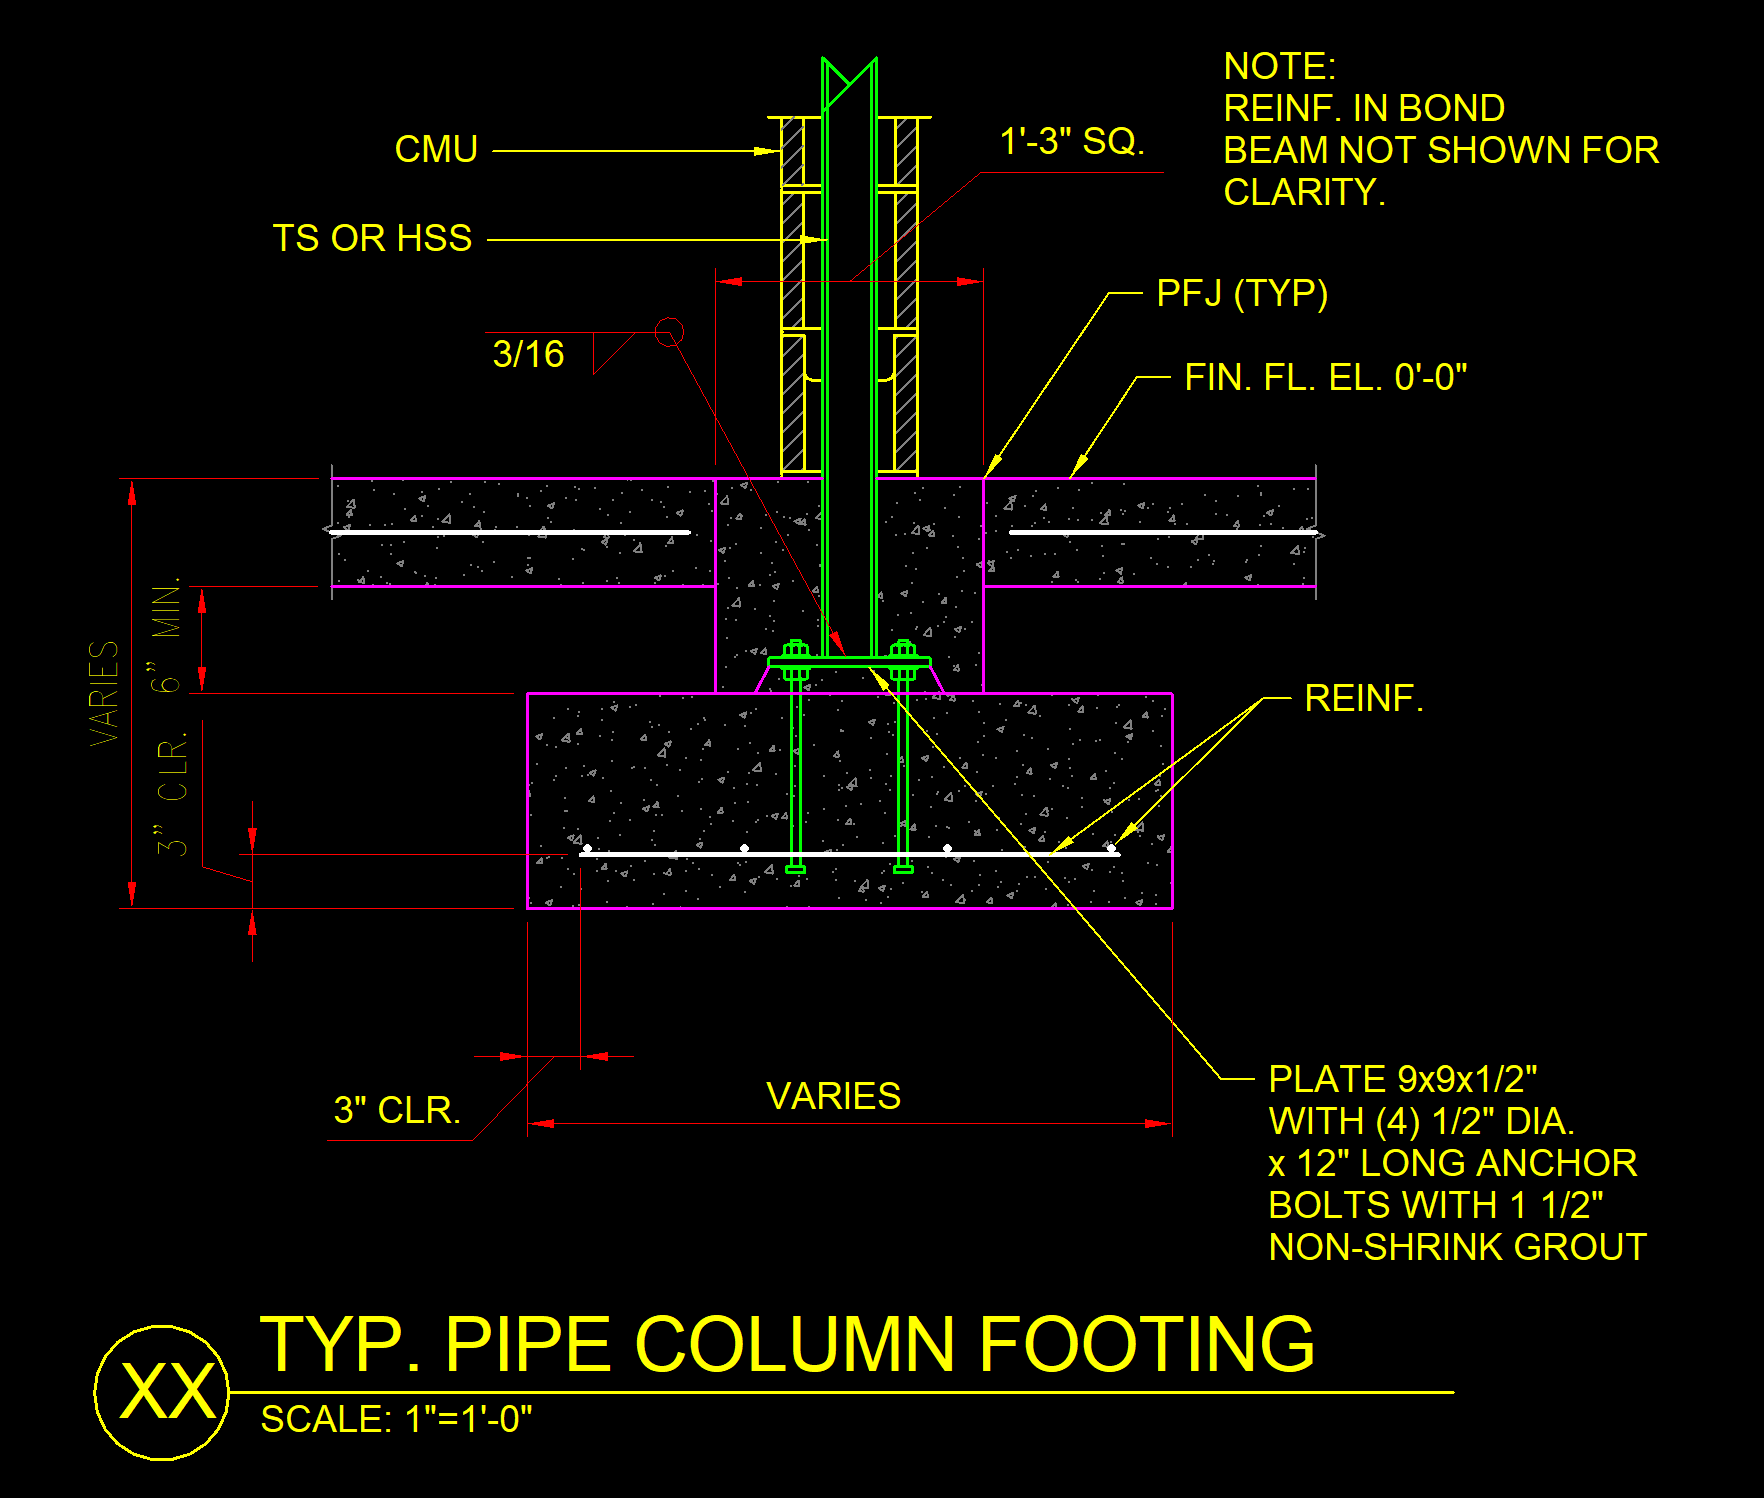 NOTE:
REINF. IN BOND
BEAM NOT SHOWN FOR
CLARITY.
CMU
1'-3" SQ.
TS OR HSS
PFJ (TYP)
3/16
FIN. FL. EL. 0'-0"
VARIES
6” MIN.
3” CLR.
REINF.
3" CLR.
VARIES
PLATE 9x9x1/2"
WITH (4) 1/2" DIA.
x 12" LONG ANCHOR
BOLTS WITH 1 1/2"
NON-SHRINK GROUT
XX
TYP. PIPE COLUMN FOOTING
SCALE: 1"=1'-0"